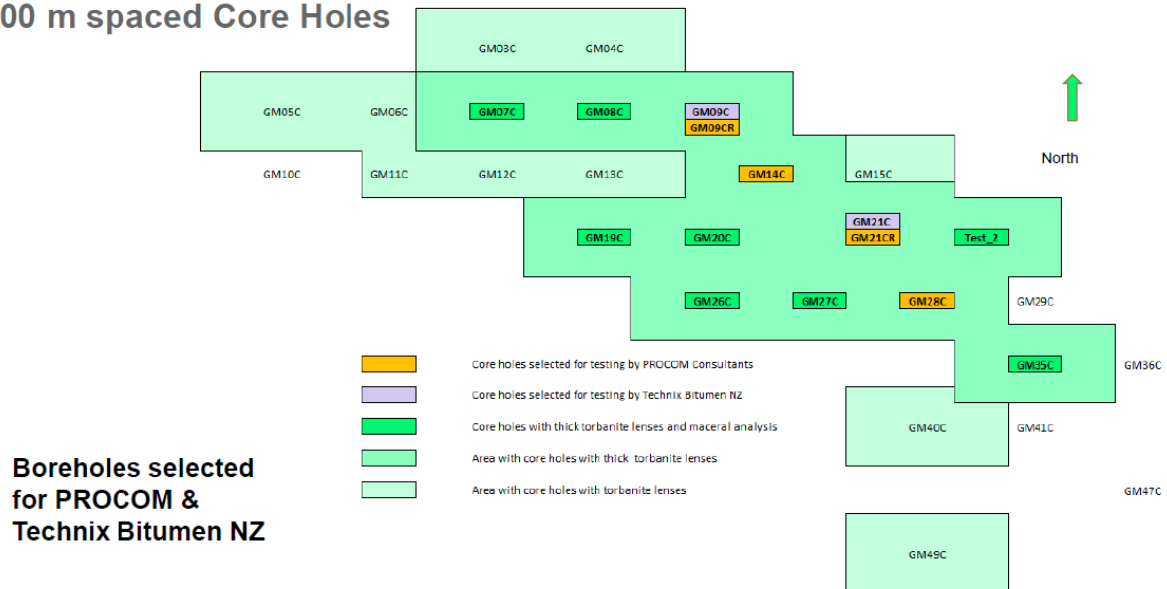 00 m spaced Core Holes
GM03C GM04C
GM05C GM06C GM07C GM08C GM09C
GM09CR
North
GM10C GM11C GM12C GM13C GM14C GM15C
GM21C
GM19C GM20C GM21CR Test_2
GM26C GM27C GM28C GM29C
GM35C GM36C
Core holes selected for testing by PROCOM Consultants
Core holes selected for testing by Technix Bitumen NZ
Core holes with thick torbanite lenses and maceral analysis
GM40C GM41C
Area with core holes with thick torbanite lenses
Area with core holes with torbanite lenses
GM47C
Boreholes selected
for PROCOM &
Technix Bitumen NZ
GM49C